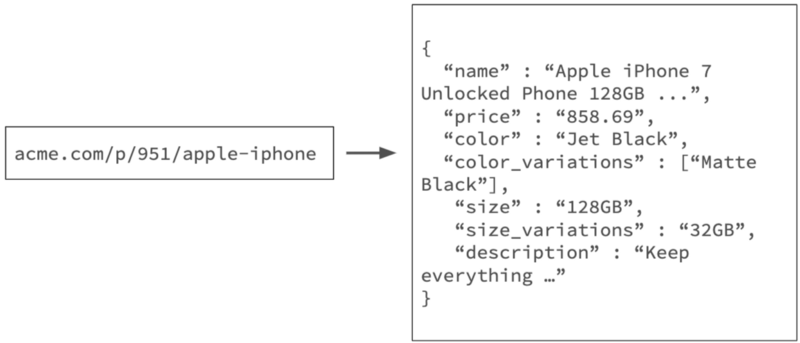 acme.com/p/951/apple-iphone
{
“name” : “Apple iPhone 7
Unlocked Phone 128GB ...”,
“price” : “858.69”,
“color” : “Jet Black”,
“color_variations” : [“Matte
Black”],
“size” : “128GB”,
“size_variations” : “32GB”,
“description” : “Keep
everything …”
}